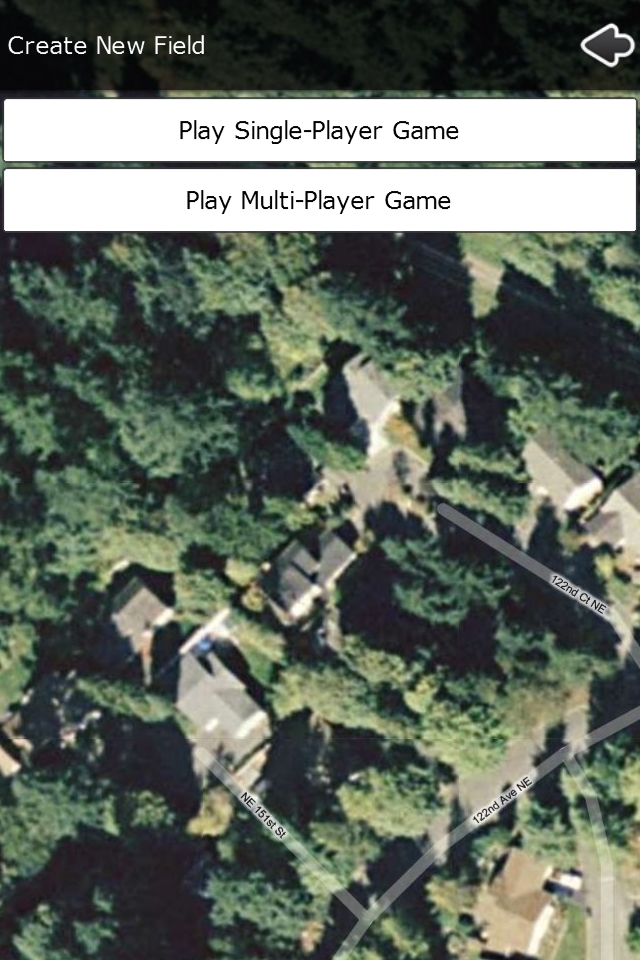 Create New Field
Play Single-Player Game
Play Multi-Player Game
122nd Ct NE
122nd Ave NE
NE 151st St